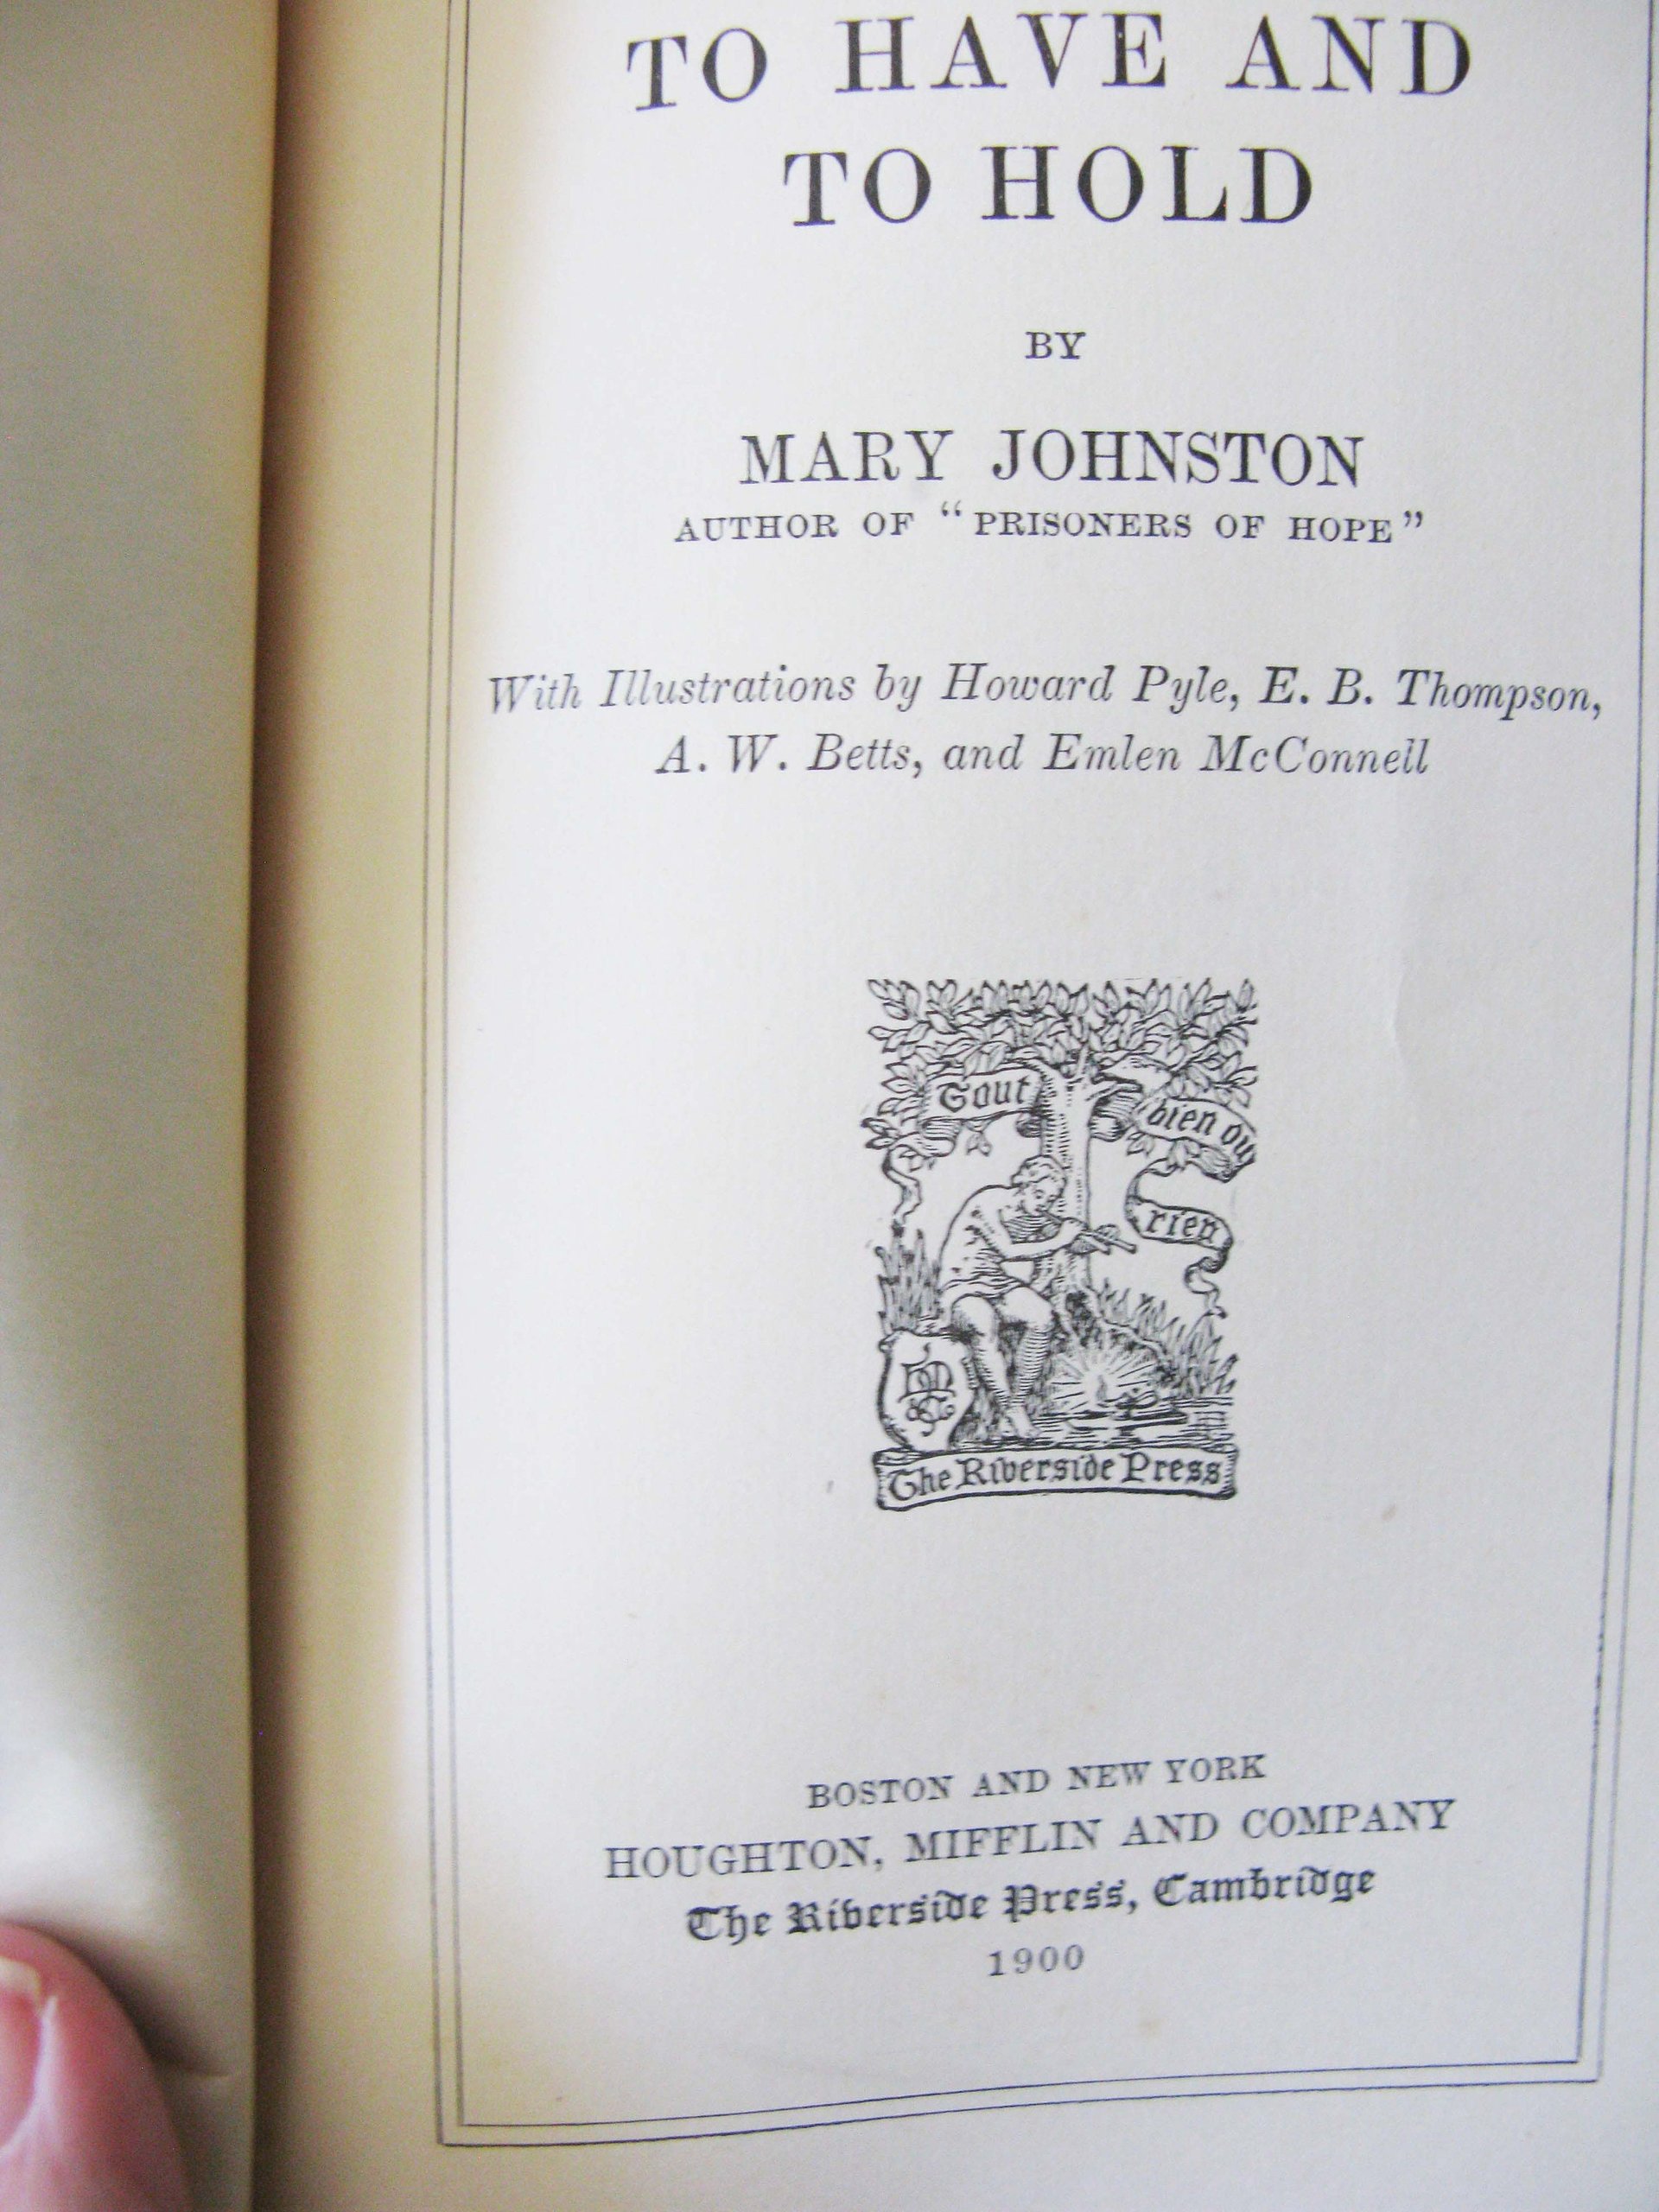 TO HAVE AND
TO HOLD
BY
MARY JOHNSTON
AUTHOR OF "PRISONERS OF HOPE"
With Illustrations by Howard Pyle, E. B. Thompson,
A. W. Betts, and Emlen McConnell
Tout
bien ou
rien
The Riverside Press
BOSTON AND NEW YORK
HOUGHTON, MIFFLIN AND COMPANY
The Riverside Press, Cambridge
1900